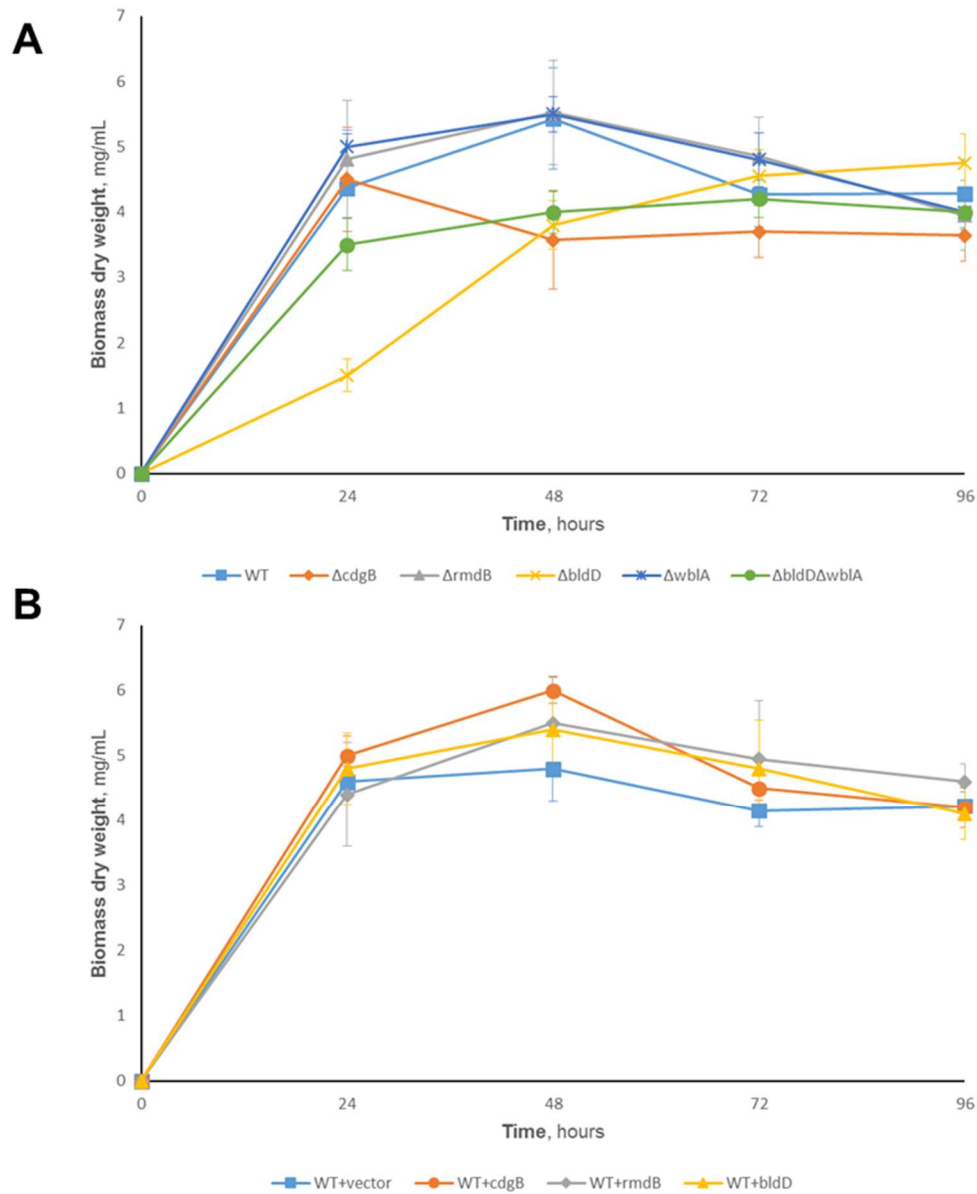 A
7
6
5
4
3
2
1
0
Biomass dry weight, mg/mL
0 24 48 72 96
Time, hours
WT ΔcdgB ΔrmdB ΔbldD ΔwblA ΔbldDΔwblA
B
7
6
5
4
3
2
1
0
Biomass dry weight, mg/mL
0 24 48 72 96
Time, hours
WT+vector WT+cdgB WT+rmdB WT+bldD